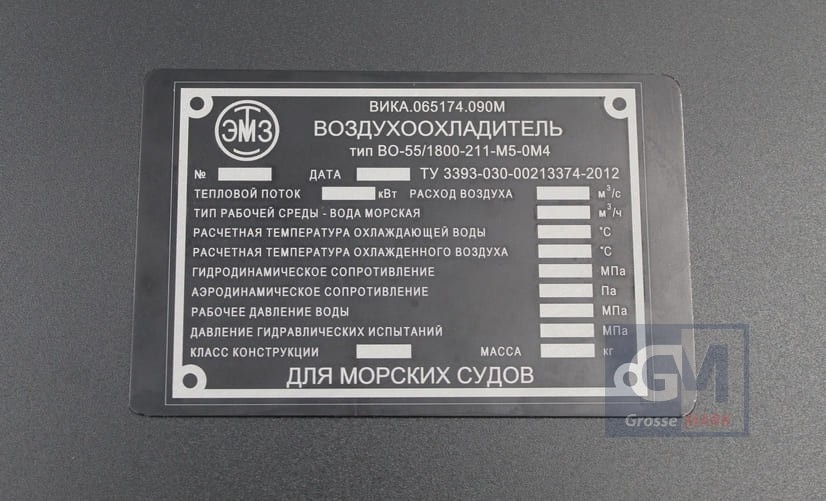 ВИКА.065174.090М
ЭМЗ
Т
ВОЗДУХООХЛАДИТЕЛЬ
тип ВО-55/1800-211-М5-0М4
№ ДАТА ТУ 3393-030-00213374-2012
ТЕПЛОВОЙ ПОТОК кВт РАСХОД ВОЗДУХА м³/с
ТИП РАБОЧЕЙ СРЕДЫ - ВОДА МОРСКАЯ м³/ч
РАСЧЕТНАЯ ТЕМПЕРАТУРА ОХЛАЖДАЮЩЕЙ ВОДЫ °С
РАСЧЕТНАЯ ТЕМПЕРАТУРА ОХЛАЖДЕННОГО ВОЗДУХА °С
ГИДРОДИНАМИЧЕСКОЕ СОПРОТИВЛЕНИЕ МПа
АЭРОДИНАМИЧЕСКОЕ СОПРОТИВЛЕНИЕ Па
РАБОЧЕЕ ДАВЛЕНИЕ ВОДЫ МПа
ДАВЛЕНИЕ ГИДРАВЛИЧЕСКИХ ИСПЫТАНИЙ МПа
КЛАСС КОНСТРУКЦИИ МАССА кг
ДЛЯ МОРСКИХ СУДОВ
GM
Grosse